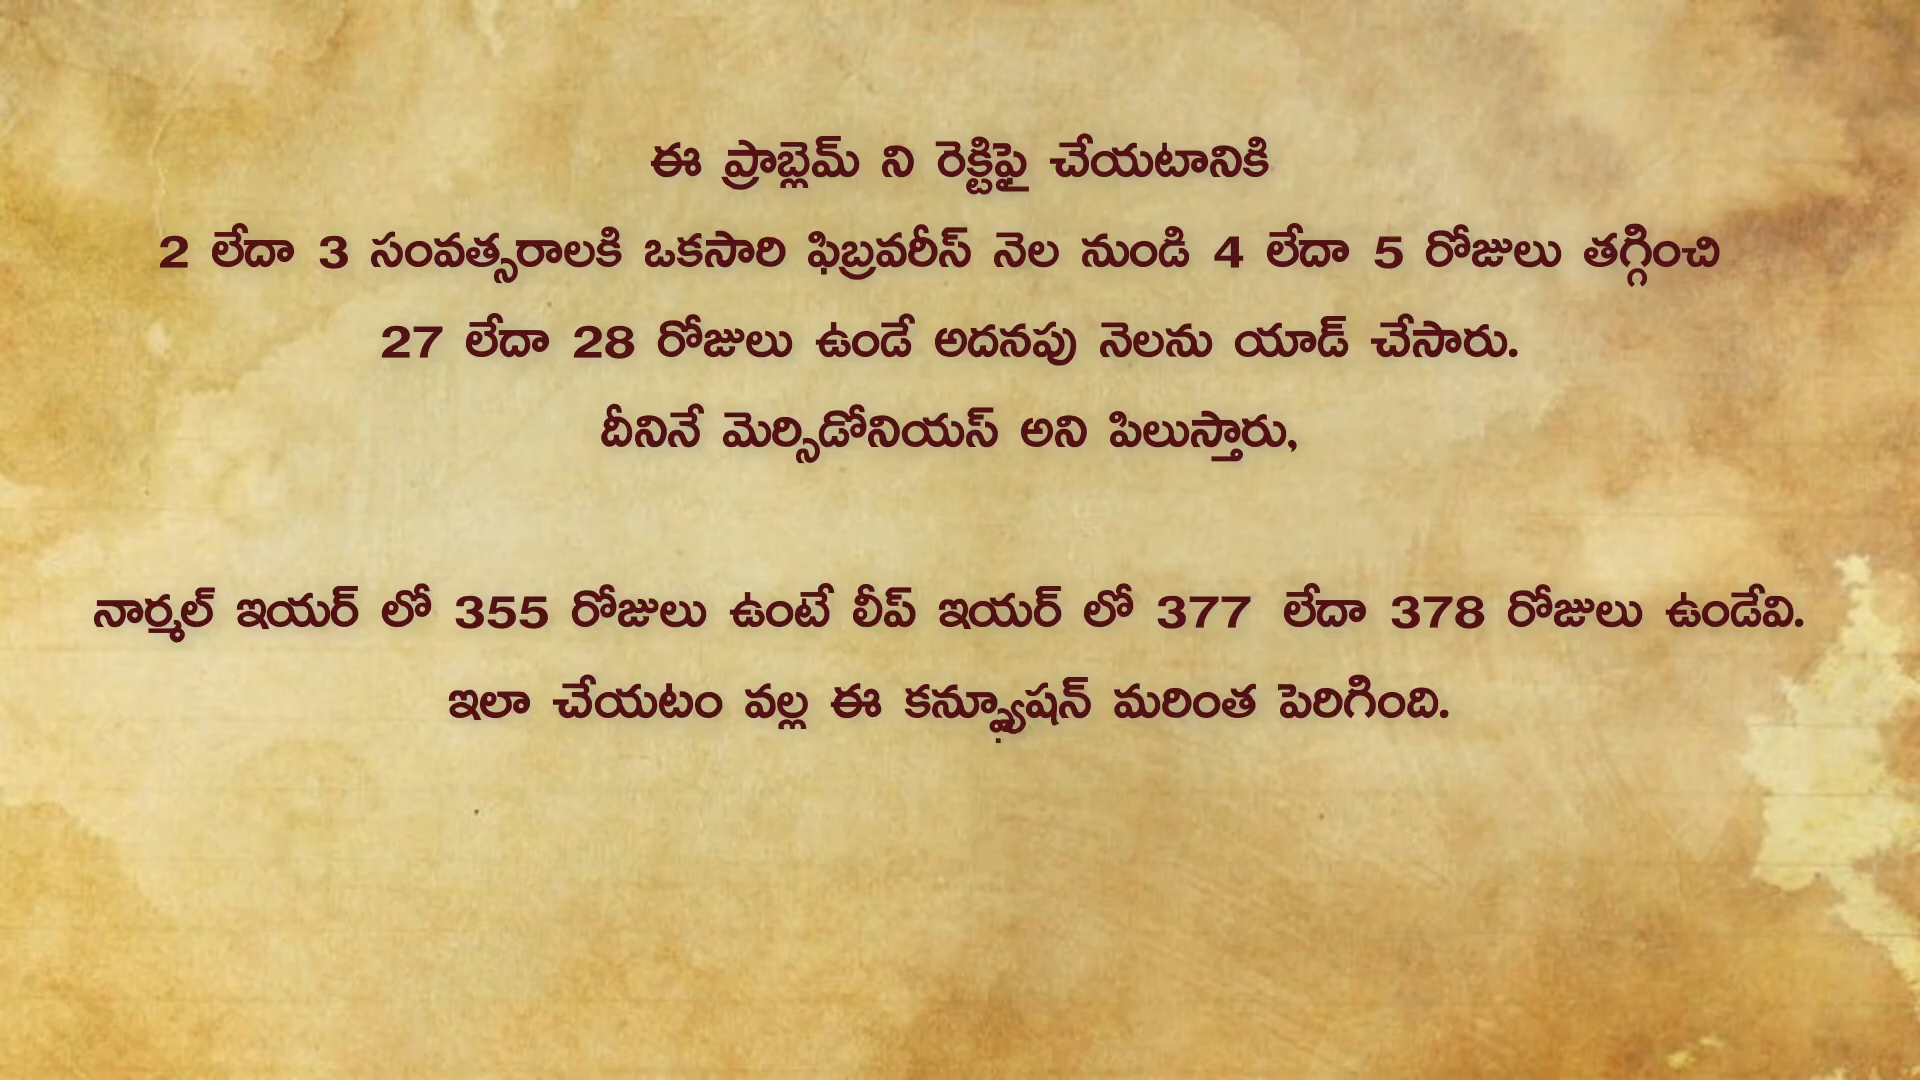 ఈ ప్రాబ్లెమ్ ని రెక్టిఫై చేయటానికి
2 లేదా 3 సంవత్సరాలకి ఒకసారి ఫిబ్రవరీస్ నెల నుండి 4 లేదా 5 రోజులు తగ్గించి
27 లేదా 28 రోజులు ఉండే అదనపు నెలను యాడ్ చేసారు.
దీనినే మెర్సిడోనియస్ అని పిలుస్తారు,
నార్మల్ ఇయర్ లో 355 రోజులు ఉంటే లీప్ ఇయర్ లో 377 లేదా 378 రోజులు ఉండేవి.
ఇలా చేయటం వల్ల ఈ కన్ఫ్యూషన్ మరింత పెరిగింది.